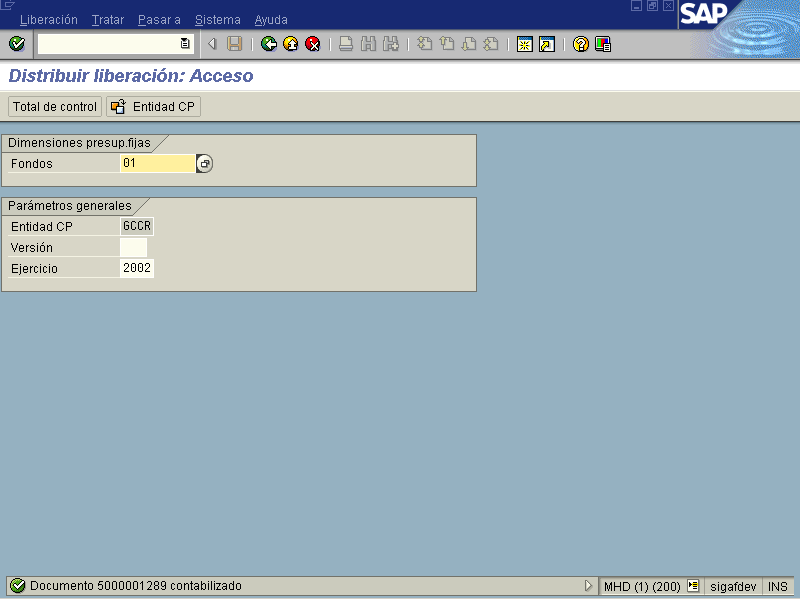 Liberación Tratar Pasar a Sistema Ayuda
SAP
Distribuir liberación: Acceso
Total de control Entidad CP
Dimensiones presup.fijas
Fondos 01
Parámetros generales
Entidad CP GCCR
Versión
Ejercicio 2002
Documento 5000001289 contabilizado MHD (1) (200) sigafdev INS